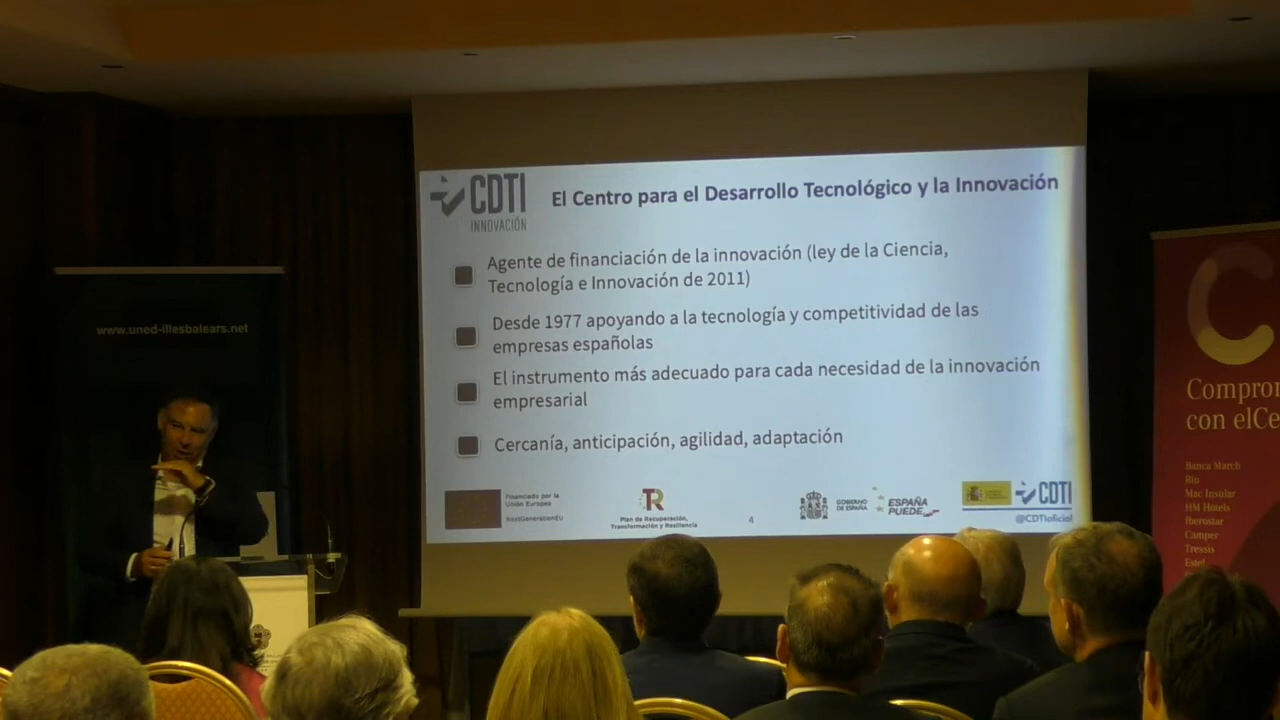 CDTI
INNOVACIÓN
El Centro para el Desarrollo Tecnológico y la Innovación
Agente de financiación de la innovación (ley de la Ciencia,
Tecnología e Innovación de 2011)
Desde 1977 apoyando a la tecnología y competitividad de las
empresas españolas
El instrumento más adecuado para cada necesidad de la innovación
empresarial
Cercanía, anticipación, agilidad, adaptación
Financiado por la
Unión Europea
NextGenerationEU
TR
Plan de Recuperación,
Transformación y Resiliencia
4
GOBIERNO
DE ESPAÑA
ESPAÑA
PUEDE
CDTI
@CDTIoficial
www.uned-illesbalears.net
Compro
con elCe
Banca March
Riu
Mac Insular
HM Hotels
Iberostar
Camper
Tressis
Estel